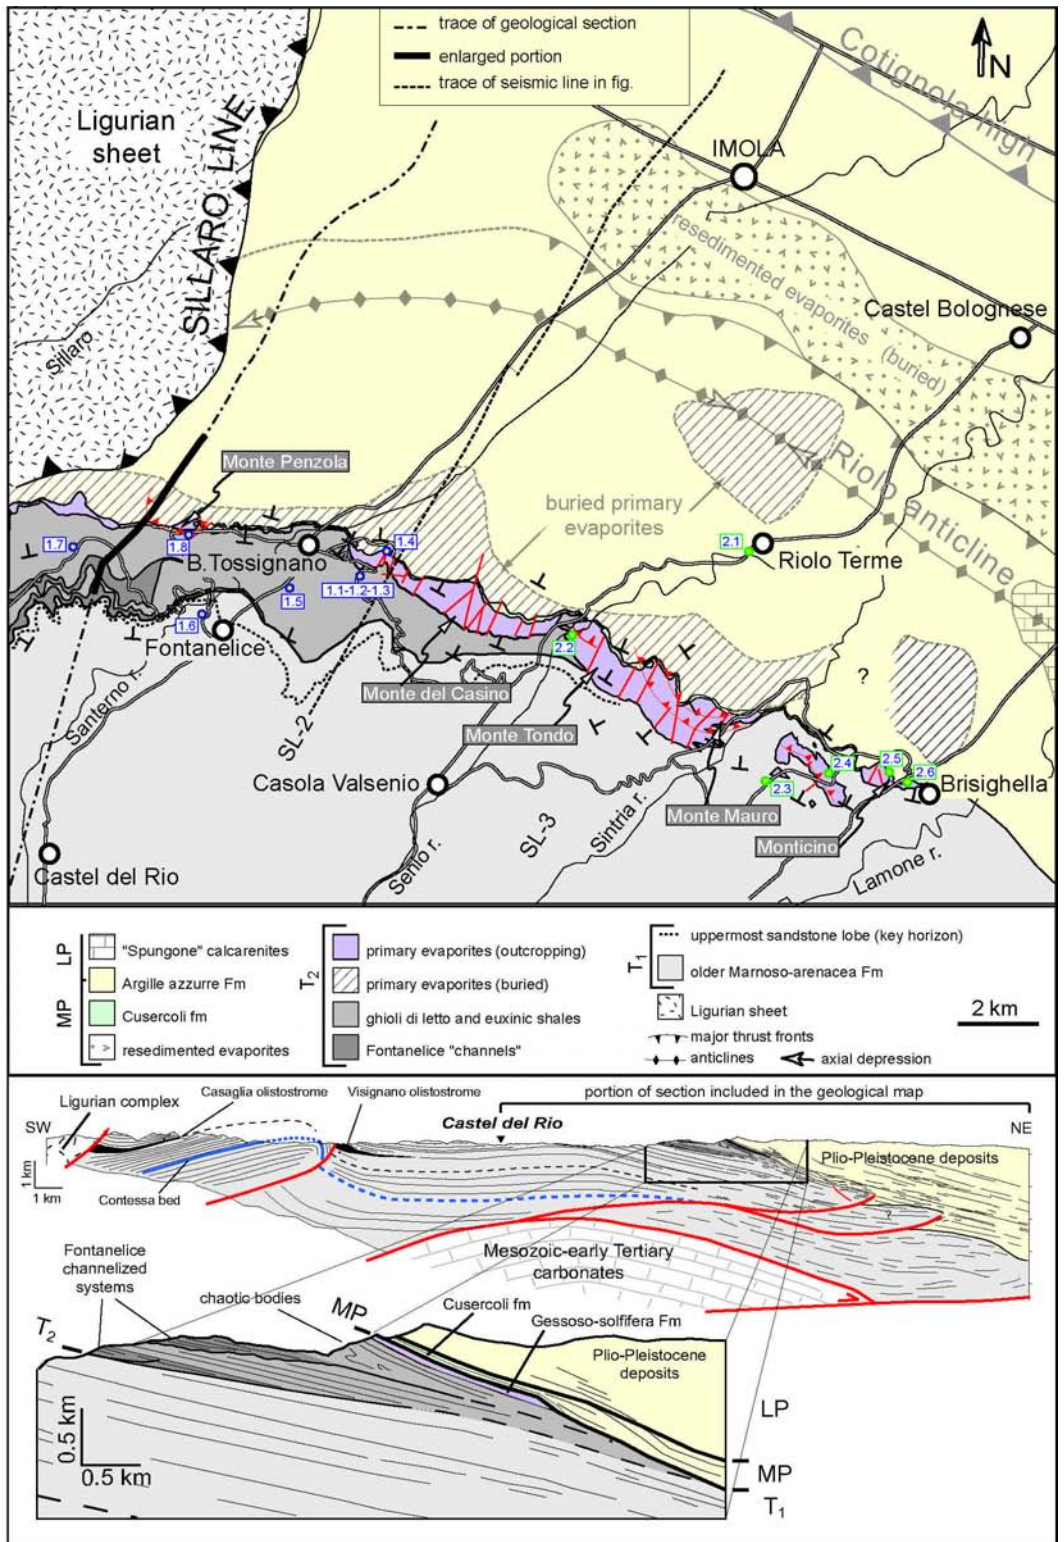 trace of geological section
enlarged portion
trace of seismic line in fig.
N
Cotignola high
Ligurian
sheet
SILLARO LINE
IMOLA
resedimented evaporites (buried)
Castel Bolognese
Sillaro
Monte Penzola
buried primary
evaporites
Riolo anticline
1.7
1.8
1.4
2.1
B.Tossignano
Riolo Terme
1.1-1.2-1.3
1.5
1.6
2.2
Fontanelice
?
Monte del Casino
Santerno r.
SL-2
Monte Tondo
2.4
2.5
2.6
2.3
Casola Valsenio
Brisighella
SL-3
Sintria r.
Monte Mauro
Monticino
Senio r.
Lamone r.
Castel del Rio
LP
MP
"Spungone" calcarenites
Argille azzurre Fm
Cusercoli fm
resedimented evaporites
T2
primary evaporites (outcropping)
primary evaporites (buried)
ghioli di letto and euxinic shales
Fontanelice "channels"
T1
uppermost sandstone lobe (key horizon)
older Marnoso-arenacea Fm
Ligurian sheet
major thrust fronts
anticlines
axial depression
2 km
Casaglia olistostrome
Visignano olistostrome
portion of section included in the geological map
Ligurian complex
Castel del Rio
SW
NE
1 km
1 km
Contessa bed
Plio-Pleistocene deposits
?
Mesozoic-early Tertiary
carbonates
Fontanelice
channelized
systems
chaotic bodies
MP
Cusercoli fm
Gessoso-solfifera Fm
T2
Plio-Pleistocene
deposits
LP
0.5 km
0.5 km
MP
T1